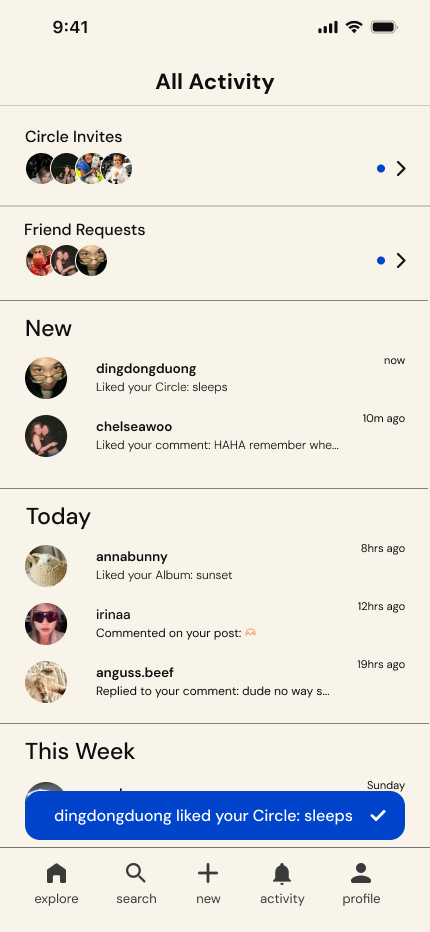 9:41
All Activity
Circle Invites
Friend Requests
New
dingdongduong
now
Liked your Circle: sleeps
chelseawoo
10m ago
Liked your comment: HAHA remember whe...
Today
annabunny
8hrs ago
Liked your Album: sunset
irinaa
12hrs ago
Commented on your post: 🫶🏻
anguss.beef
19hrs ago
Replied to your comment: dude no way s...
This Week
Sunday
dingdongduong liked your Circle: sleeps
explore
search
new
activity
profile